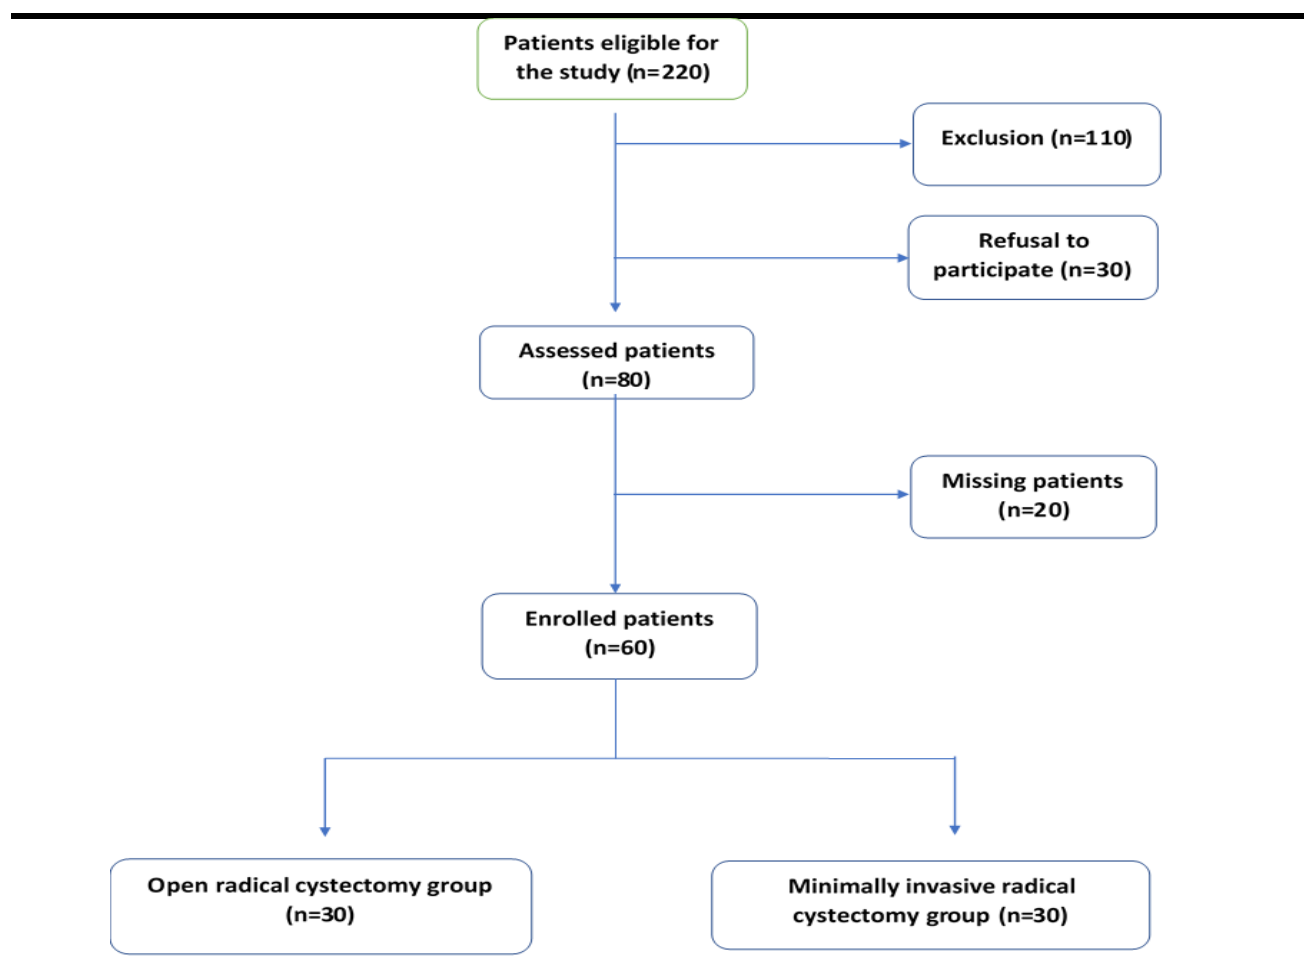 Patients eligible for
the study (n=220)
Exclusion (n=110)
Refusal to
participate (n=30)
Assessed patients
(n=80)
Missing patients
(n=20)
Enrolled patients
(n=60)
Open radical cystectomy group
(n=30)
Minimally invasive radical
cystectomy group (n=30)